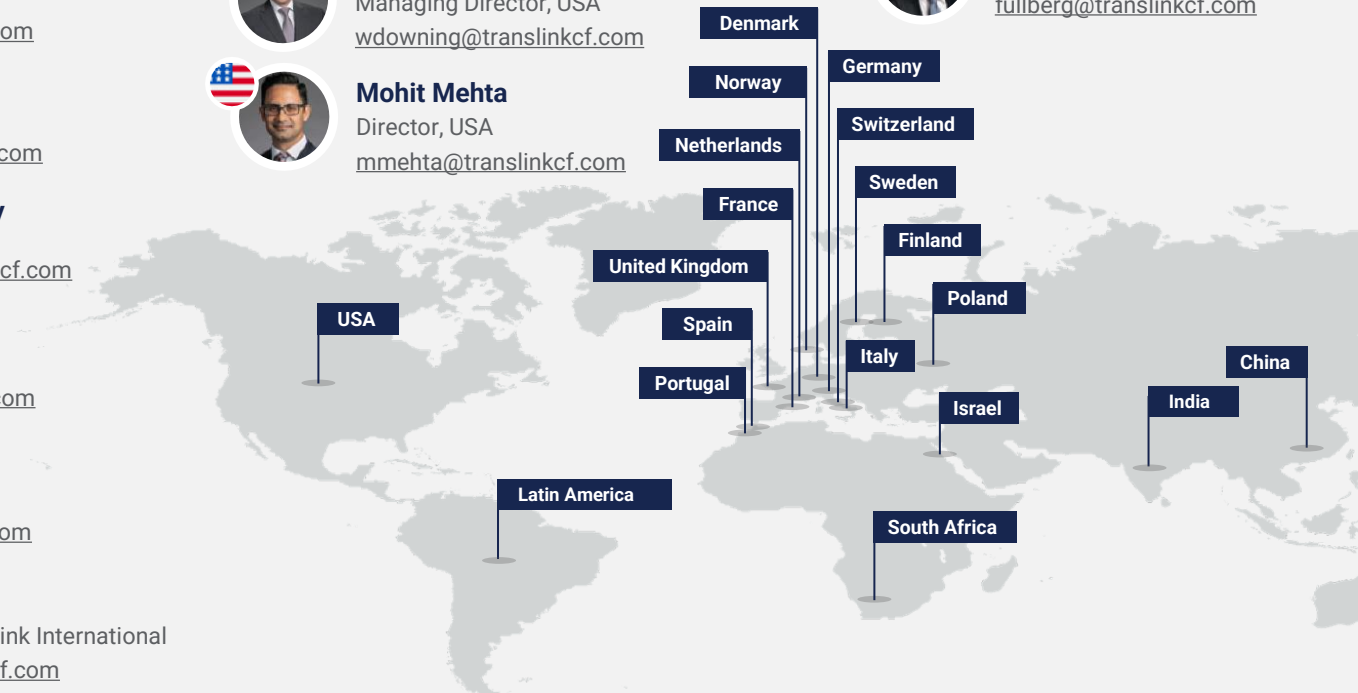 Managing Director, USA
wdowning@translinkcf.com
Mohit Mehta
Director, USA
mmehta@translinkcf.com
fullberg@translinkcf.com
om
com
y
cf.com
com
om
ink International
f.com
Denmark
Germany
Norway
Switzerland
Netherlands
Sweden
France
Finland
United Kingdom
Poland
USA
Spain
Italy
China
Portugal
India
Israel
Latin America
South Africa